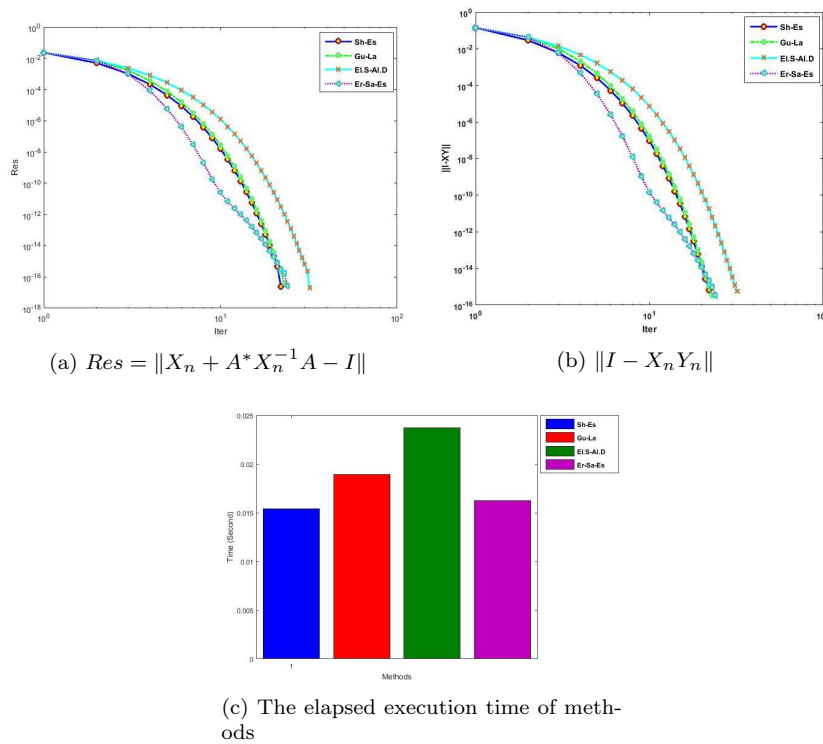 10^0
10^-2
10^-4
10^-6
10^-8
10^-10
10^-12
10^-14
10^-16
10^-18
Res
10^0
10^1
10^2
Iter
Sh-Es
Gu-La
El.S-Al.D
Er-Sa-Es
(a) Res = ‖X_n + A^*X_n^{-1}A − I‖
10^0
10^-2
10^-4
10^-6
10^-8
10^-10
10^-12
10^-14
10^-16
||I-XY||
10^0
10^1
10
Iter
Sh-Es
Gu-La
El.S-Al.D
Er-Sa-Es
(b) ‖I − X_nY_n‖
0.025
0.02
0.015
0.01
0.005
0
Time (Second)
1
Methods
Sh-Es
Gu-La
El.S-Al.D
Er-Sa-Es
(c) The elapsed execution time of meth-
ods